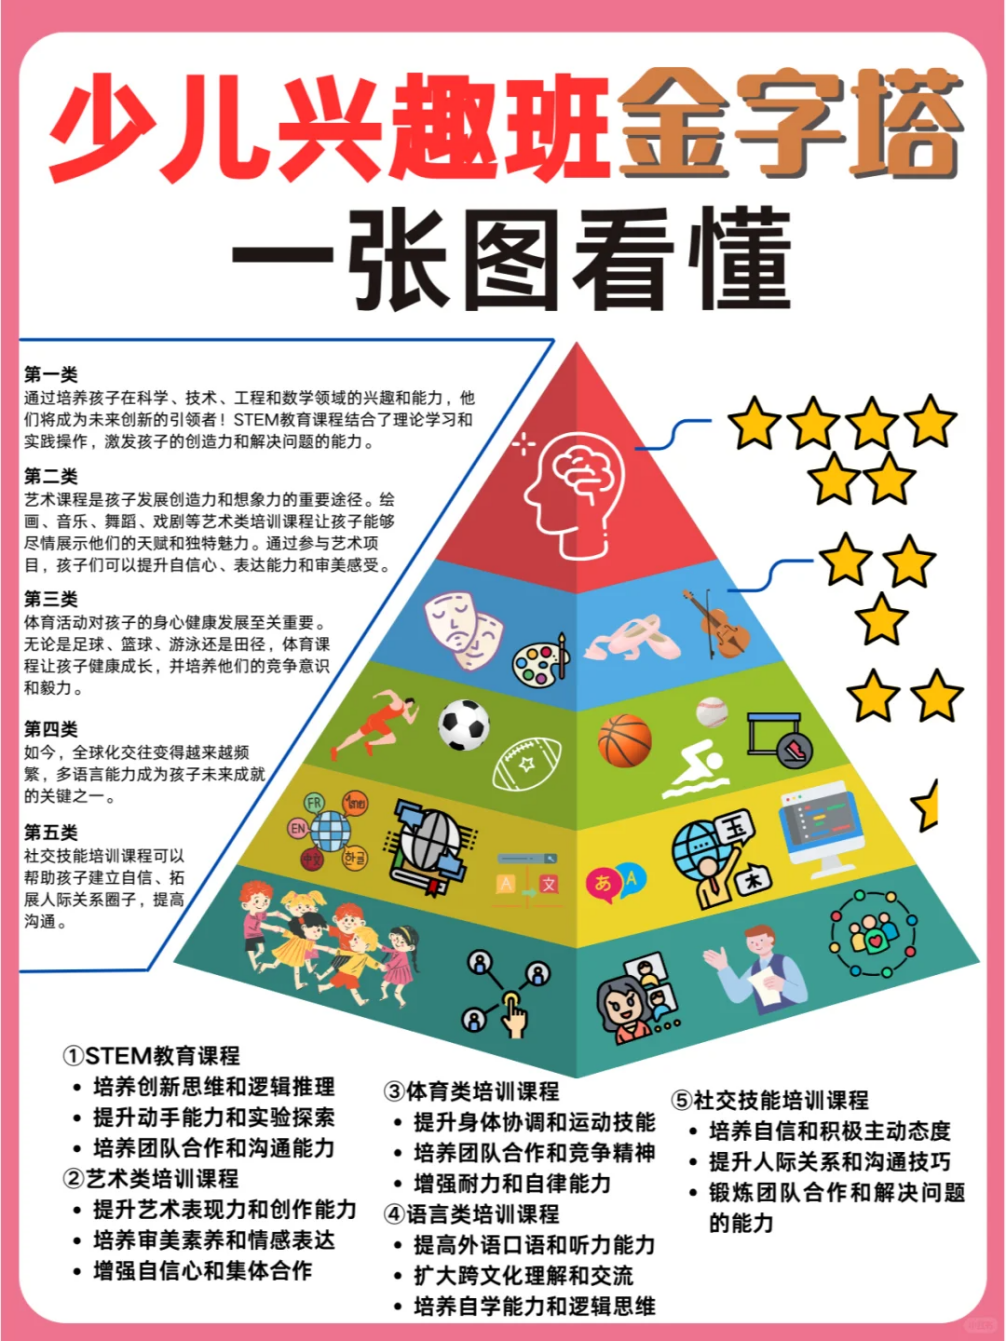 少儿兴趣班金字塔
一张图看懂
第一类
通过培养孩子在科学、技术、工程和数学领域的兴趣和能力，他
们将成为未来创新的引领者！STEM教育课程结合了理论学习和
实践操作，激发孩子的创造力和解决问题的能力。
第二类
艺术课程是孩子发展创造力和想象力的重要途径。绘
画、音乐、舞蹈、戏剧等艺术类培训课程让孩子能够
尽情展示他们的天赋和独特魅力。通过参与艺术项
目，孩子们可以提升自信心、表达能力和审美感受。
第三类
体育活动对孩子的身心健康发展至关重要。
无论是足球、篮球、游泳还是田径，体育课
程让孩子健康成长，并培养他们的竞争意识
和毅力。
第四类
如今，全球化交往变得越来越频
繁，多语言能力成为孩子未来成就
的关键之一。
第五类
社交技能培训课程可以
帮助孩子建立自信、拓
展人际关系圈子，提高
沟通。
FR
ไทย
EN
中文
한글
A
文
あ
A
玉
木
①STEM教育课程
• 培养创新思维和逻辑推理
• 提升动手能力和实验探索
• 培养团队合作和沟通能力
②艺术类培训课程
• 提升艺术表现力和创作能力
• 培养审美素养和情感表达
• 增强自信心和集体合作
③体育类培训课程
• 提升身体协调和运动技能
• 培养团队合作和竞争精神
• 增强耐力和自律能力
④语言类培训课程
• 提高外语口语和听力能力
• 扩大跨文化理解和交流
• 培养自学能力和逻辑思维
⑤社交技能培训课程
• 培养自信和积极主动态度
• 提升人际关系和沟通技巧
• 锻炼团队合作和解决问题
的能力